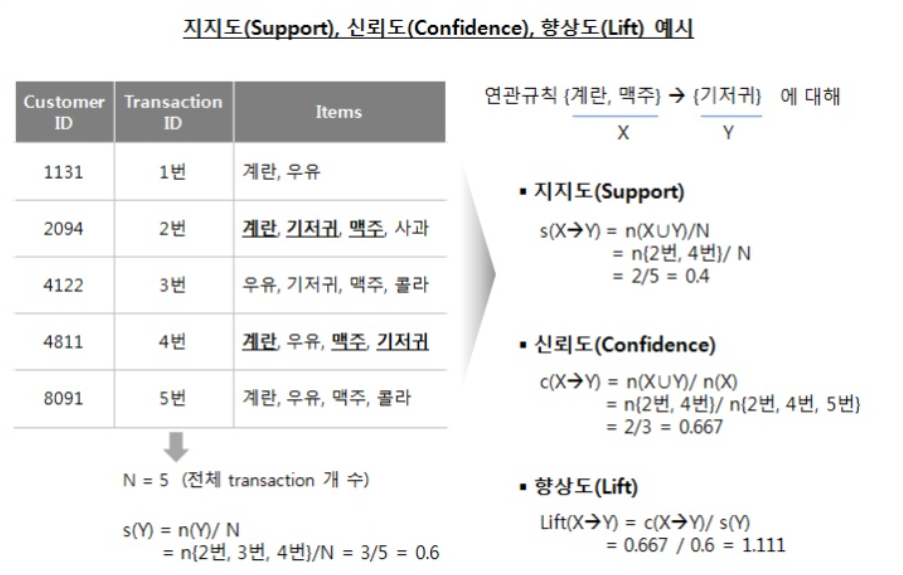 지지도(Support), 신뢰도(Confidence), 향상도(Lift) 예시
Customer ID Transaction ID Items
1131 1번 계란, 우유
2094 2번 계란, 기저귀, 맥주, 사과
4122 3번 우유, 기저귀, 맥주, 콜라
4811 4번 계란, 우유, 맥주, 기저귀
8091 5번 계란, 우유, 맥주, 콜라
N = 5 (전체 transaction 개 수)
s(Y) = n(Y)/ N
= n{2번, 3번, 4번}/N = 3/5 = 0.6
연관규칙 {계란, 맥주} → {기저귀} 에 대해
X Y
▪ 지지도(Support)
s(X→Y) = n(X∪Y)/N
= n{2번, 4번}/ N
= 2/5 = 0.4
▪ 신뢰도(Confidence)
c(X→Y) = n(X∪Y)/ n(X)
= n{2번, 4번}/ n{2번, 4번, 5번}
= 2/3 = 0.667
▪ 향상도(Lift)
Lift(X→Y) = c(X→Y)/ s(Y)
= 0.667 / 0.6 = 1.111